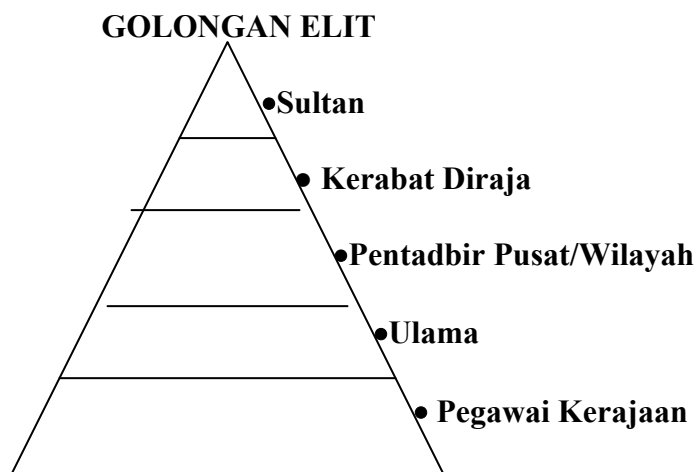 GOLONGAN ELIT
•Sultan
• Kerabat Diraja
•Pentadbir Pusat/Wilayah
•Ulama
• Pegawai Kerajaan